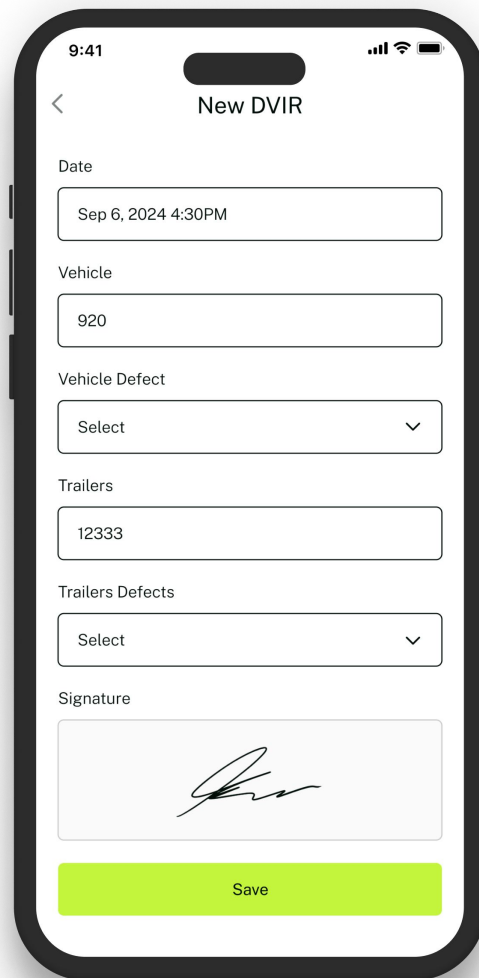 9:41
New DVIR
Date
Sep 6, 2024 4:30PM
Vehicle
920
Vehicle Defect
Select
Trailers
12333
Trailers Defects
Select
Signature
Save